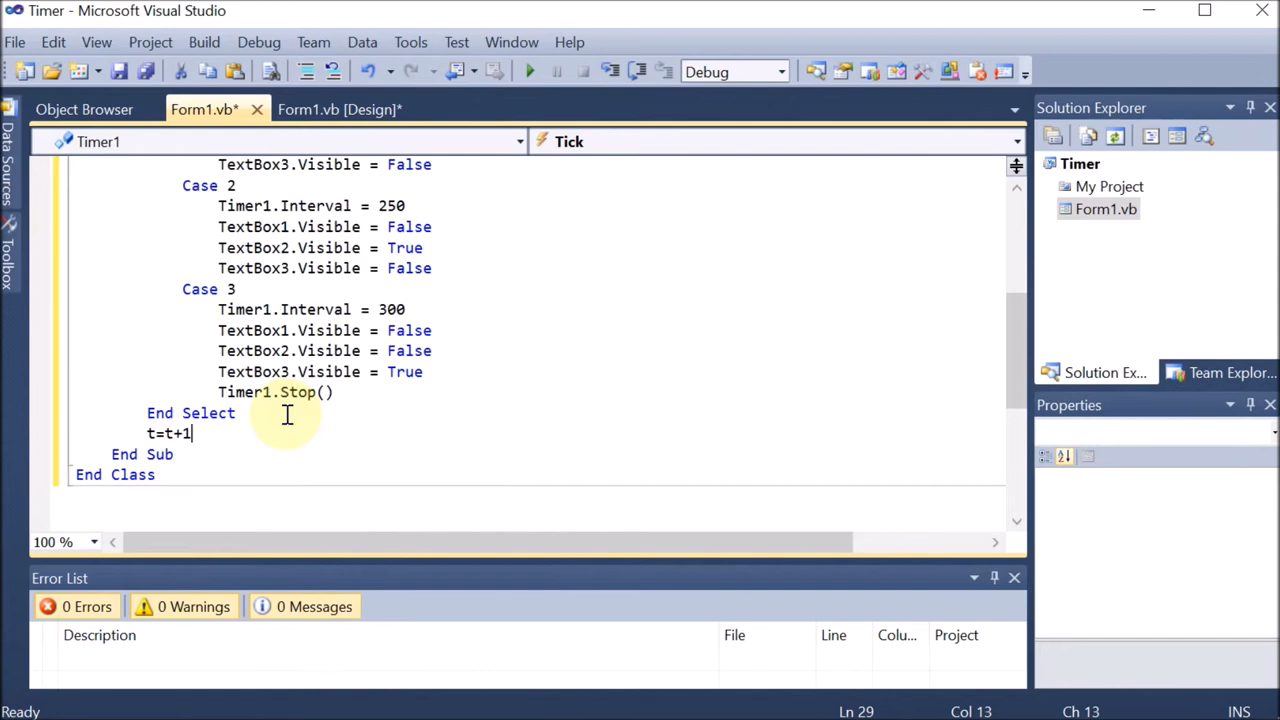 Timer - Microsoft Visual Studio
File Edit View Project Build Debug Team Data Tools Test Window Help
Debug
Object Browser Form1.vb* Form1.vb [Design]*
Timer1 Tick
Data Sources
Toolbox
TextBox3.Visible = False
Case 2
Timer1.Interval = 250
TextBox1.Visible = False
TextBox2.Visible = True
TextBox3.Visible = False
Case 3
Timer1.Interval = 300
TextBox1.Visible = False
TextBox2.Visible = False
TextBox3.Visible = True
Timer1.Stop()
End Select
t=t+1
End Sub
End Class
100 %
Solution Explorer
Timer
My Project
Form1.vb
Solution Ex... Team Explor...
Properties
Error List
0 Errors 0 Warnings 0 Messages
Description File Line Colu... Project
Ready Ln 29 Col 13 Ch 13 INS